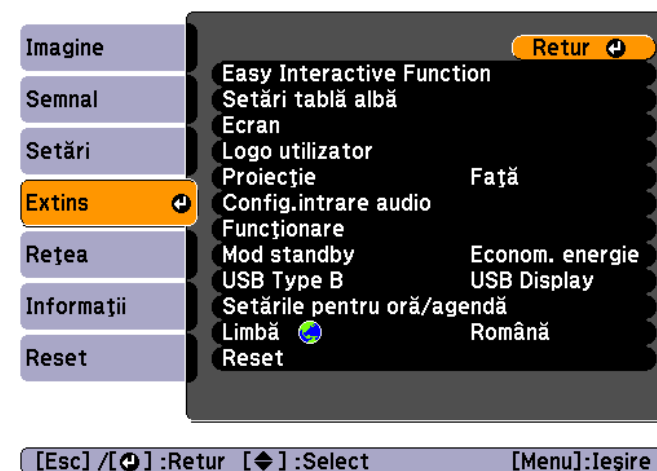 Imagine
Semnal
Setări
Extins
Reţea
Informaţii
Reset
Retur
Easy Interactive Function
Setări tablă albă
Ecran
Logo utilizator
Proiecţie Faţă
Config.intrare audio
Funcţionare
Mod standby Econom. energie
USB Type B USB Display
Setările pentru oră/agendă
Limbă Română
Reset
[Esc] /[ ] :Retur [ ] :Select [Menu]:Ieşire